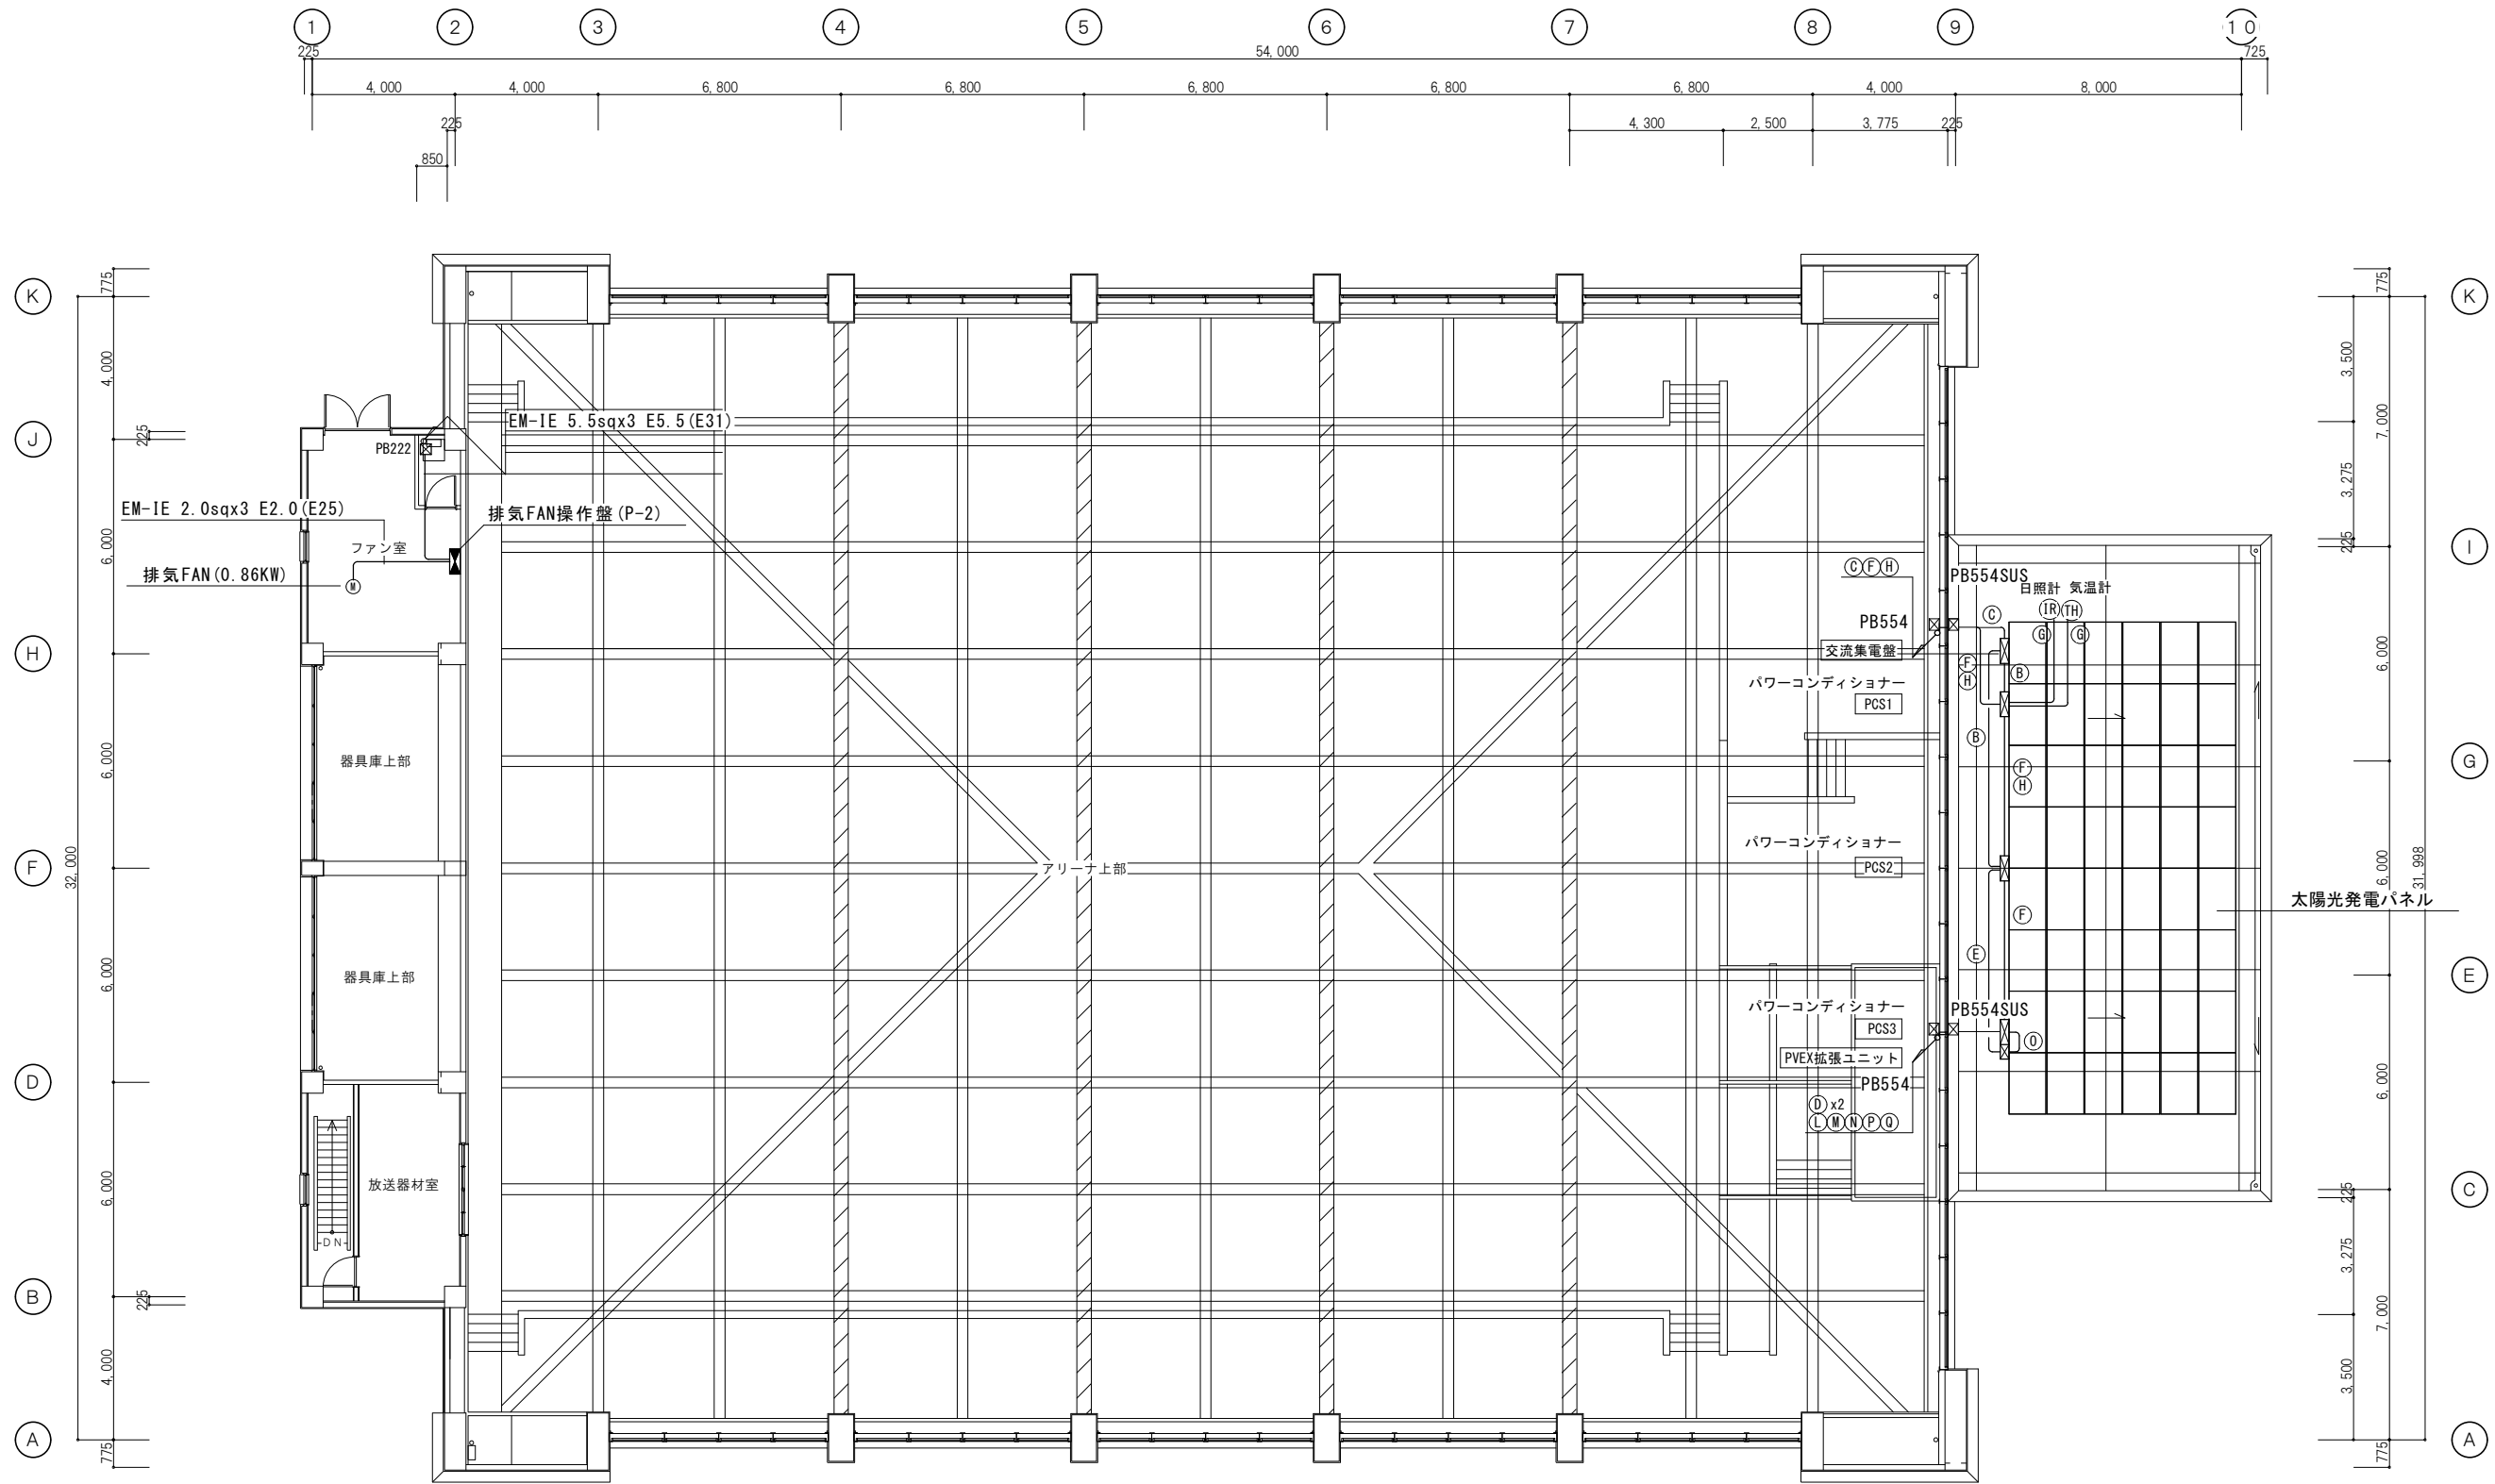 1 2 3 4 5 6 7 8 9 10
225 54,000 725
4,000 4,000 6,800 6,800 6,800 6,800 6,800 4,000 8,000
225 4,300 2,500 3,775 225
850
K 775 775 K
4,000 3,500
J 225 7,000
EM-IE 5.5sqx3 E5.5(E31)
PB222
3,275
EM-IE 2.0sqx3 E2.0(E25)
排気FAN操作盤(P-2)
6,000 225 I
ファン室
排気FAN(0.86KW)
M
C F H
PB554SUS
日照計 気温計
IR TH
C
PB554
G G
H
交流集電盤
6,000
F
H
B
パワーコンディショナー
PCS1
B
6,000
器具庫上部
G
F
H
パワーコンディショナー
PCS2
F
アリーナ上部
32,000
6,000
31,998
太陽光発電パネル
F
E
6,000
器具庫上部
E
パワーコンディショナー
PB554SUS
PCS3
O
PVEX拡張ユニット
PB554
D
6,000
D x2
L M N P Q
放送器材室
6,000
225
C
DN
3,275
B
225
7,000
4,000
3,500
A
775
775
A